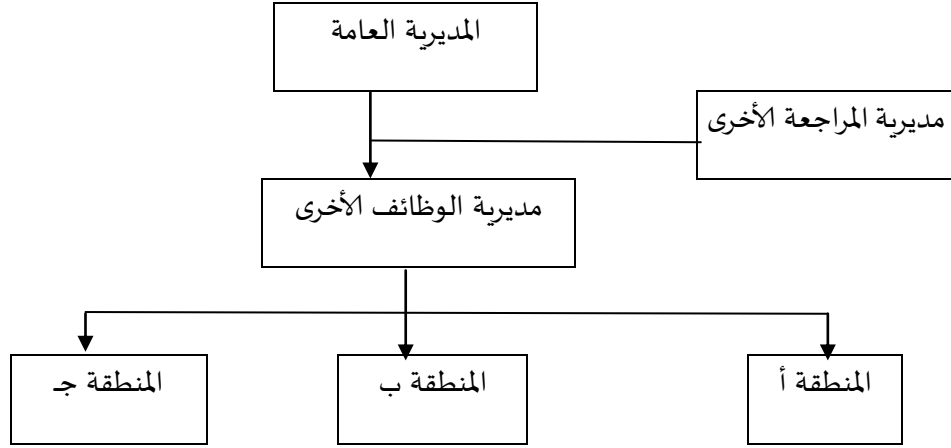 المديرية العامة
مديرية المراجعة الأخرى
مديرية الوظائف الأخرى
المنطقة أ
المنطقة ب
المنطقة جـ